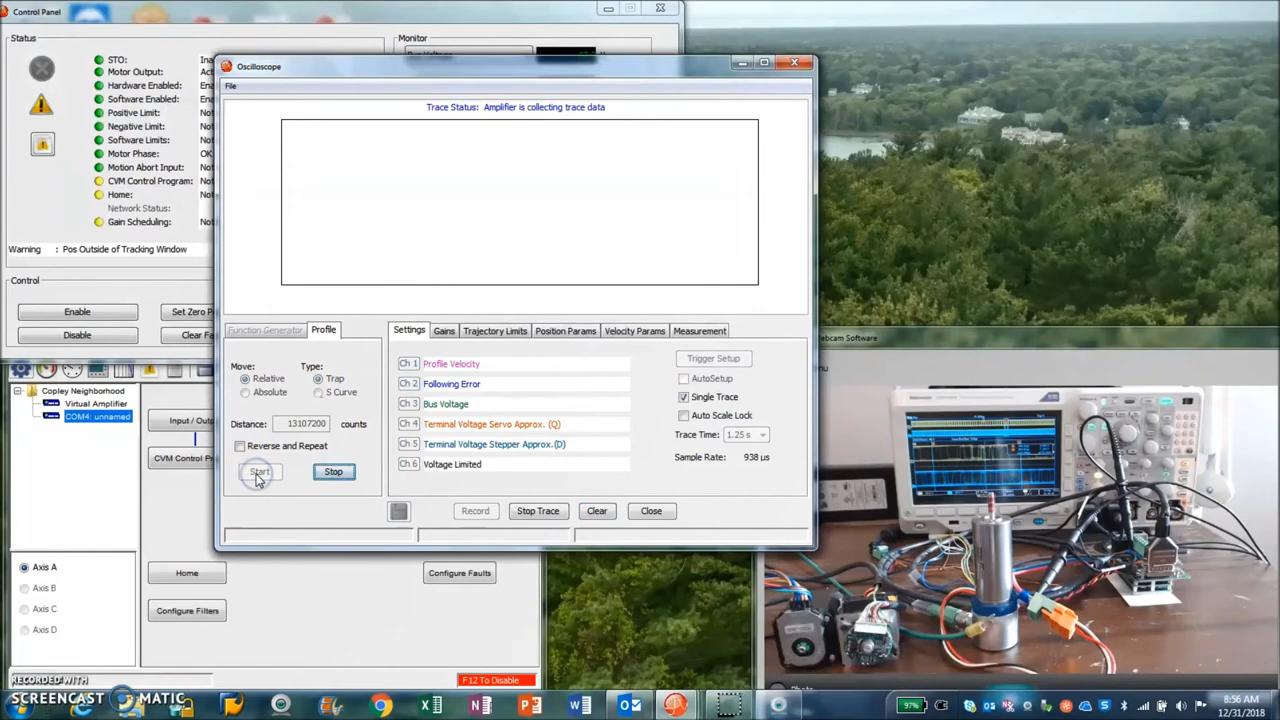 Control Panel
Status
STO:
Motor Output:
Hardware Enabled:
Software Enabled:
Positive Limit:
Negative Limit:
Software Limits:
Motor Phase:
Motion Abort Input:
CVM Control Program:
Home:
Network Status:
Gain Scheduling:
Warning : Pos Outside of Tracking Window
Control
Enable
Disable
Monitor
Oscilloscope
File
Trace Status: Amplifier is collecting trace data
Function Generator Profile
Move: Type:
Relative Trap
Absolute S Curve
Distance: 13107200 counts
Reverse and Repeat
Start Stop
Settings Gains Trajectory Limits Position Params Velocity Params Measurement
Ch 1 Profile Velocity
Ch 2 Following Error
Ch 3 Bus Voltage
Ch 4 Terminal Voltage Servo Approx. (Q)
Ch 5 Terminal Voltage Stepper Approx.(D)
Ch 6 Voltage Limited
Trigger Setup
AutoSetup
Single Trace
Auto Scale Lock
Trace Time: 1.25 s
Sample Rate: 938 µs
Record Stop Trace Clear Close
Copley Neighborhood
Virtual Amplifier
COM4: unnamed
Axis A
Axis B
Axis C
Axis D
Home
Configure Filters
Configure Faults
F12 To Disable
RECORDED WITH
SCREENCAST MATIC
97%
8:56 AM
12/31/2018